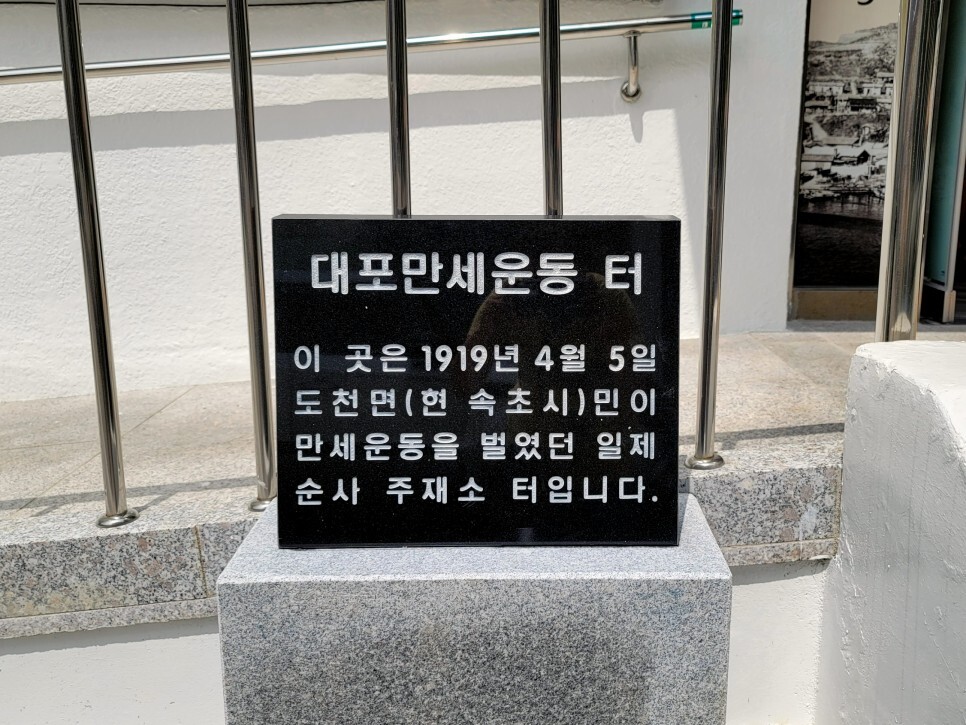 대포만세운동 터
이 곳은 1919년 4월 5일
도천면(현 속초시)민이
만세운동을 벌였던 일제
순사 주재소 터입니다.